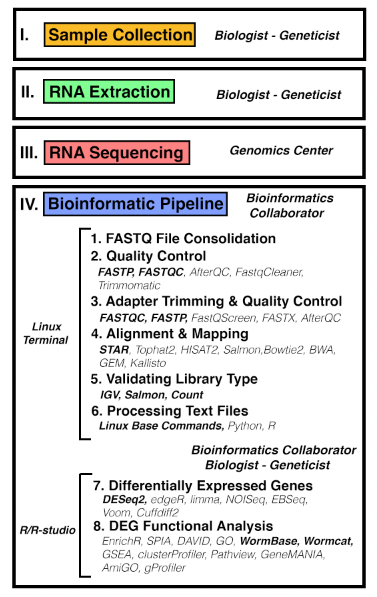 I. Sample Collection Biologist - Geneticist
II. RNA Extraction Biologist - Geneticist
III. RNA Sequencing Genomics Center
IV. Bioinformatic Pipeline Bioinformatics
Collaborator
1. FASTQ File Consolidation
2. Quality Control
FASTP, FASTQC, AfterQC, FastqCleaner,
Trimmomatic
3. Adapter Trimming & Quality Control
FASTQC, FASTP, FastQScreen, FASTX, AfterQC
Linux
Terminal
4. Alignment & Mapping
STAR, Tophat2, HISAT2, Salmon,Bowtie2, BWA,
GEM, Kallisto
5. Validating Library Type
IGV, Salmon, Count
6. Processing Text Files
Linux Base Commands, Python, R
Bioinformatics Collaborator
Biologist - Geneticist
7. Differentially Expressed Genes
DESeq2, edgeR, limma, NOISeq, EBSeq,
Voom, Cuffdiff2
R/R-studio
8. DEG Functional Analysis
EnrichR, SPIA, DAVID, GO, WormBase, Wormcat,
GSEA, clusterProfiler, Pathview, GeneMANIA,
AmiGO, gProfiler